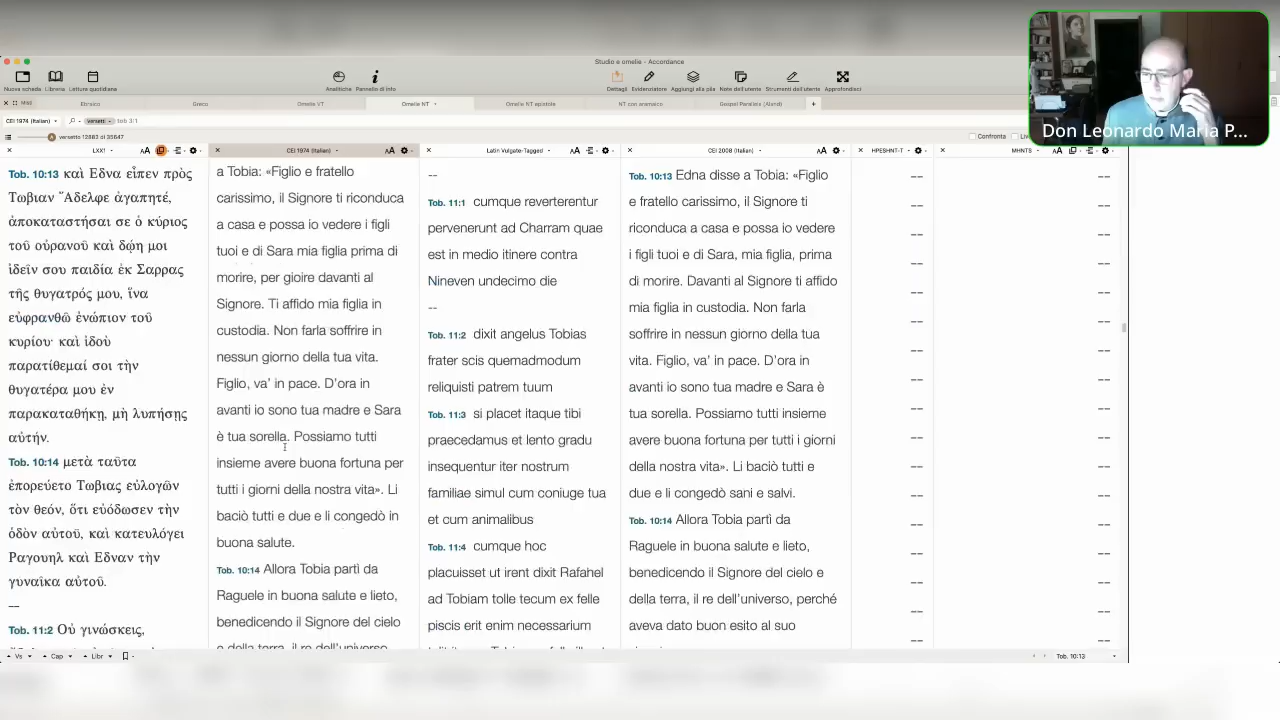 Studio e omelie - Accordance
Nuova scheda Libreria Lettura quotidiana Analitiche Pannello di Info Dettagli Evidenziatore Aggiungi alla pila Note dell'utente Strumenti dell'utente Approfondisci
Misti Ebraico Greco Omelie VT Omelie NT Omelie NT epistole NT con aramaico Gospel Parallels (Aland) +
CEI 1974 (Italian) versetti tob 3:1
versetto 12882 di 35647 Confronta
LXX1
Tob. 10:13 καὶ Εδνα εἶπεν πρὸς
Τωβιαν Ἄδελφε ἀγαπητέ,
ἀποκαταστήσαι σε ὁ κύριος
τοῦ οὐρανοῦ καὶ δῴη μοι
ἰδεῖν σου παιδία ἐκ Σαρρας
τῆς θυγατρός μου, ἵνα
εὐφρανθῶ ἐνώπιον τοῦ
κυρίου· καὶ ἰδοὺ
παρατίθεμαί σοι τὴν
θυγατέρα μου ἐν
παρακαταθήκῃ, μὴ λυπήσῃς
αὐτήν.
Tob. 10:14 μετὰ ταῦτα
ἐπορεύετο Τωβιας εὐλογῶν
τὸν θεόν, ὅτι εὐόδωσεν τὴν
ὁδὸν αὐτοῦ, καὶ κατευλόγει
Ραγουηλ καὶ Εδναν τὴν
γυναῖκα αὐτοῦ.
--
Tob. 11:2 Οὐ γινώσκεις,
CEI 1974 (Italian)
a Tobia: «Figlio e fratello
carissimo, il Signore ti riconduca
a casa e possa io vedere i figli
tuoi e di Sara mia figlia prima di
morire, per gioire davanti al
Signore. Ti affido mia figlia in
custodia. Non farla soffrire in
nessun giorno della tua vita.
Figlio, va' in pace. D'ora in
avanti io sono tua madre e Sara
è tua sorella. Possiamo tutti
insieme avere buona fortuna per
tutti i giorni della nostra vita». Li
baciò tutti e due e li congedò in
buona salute.
Tob. 10:14 Allora Tobia partì da
Raguele in buona salute e lieto,
benedicendo il Signore del cielo
e della terra, il re dell'universo
Latin Vulgate-Tagged
--
Tob. 11:1 cumque reverterentur
pervenerunt ad Charram quae
est in medio itinere contra
Nineven undecimo die
--
Tob. 11:2 dixit angelus Tobias
frater scis quemadmodum
reliquisti patrem tuum
Tob. 11:3 si placet itaque tibi
praecedamus et lento gradu
insequentur iter nostrum
familiae simul cum coniuge tua
et cum animalibus
Tob. 11:4 cumque hoc
placuisset ut irent dixit Rafahel
ad Tobiam tolle tecum ex felle
piscis erit enim necessarium
CEI 2008 (Italian)
Tob. 10:13 Edna disse a Tobia: «Figlio
e fratello carissimo, il Signore ti
riconduca a casa e possa io vedere
i figli tuoi e di Sara, mia figlia, prima
di morire. Davanti al Signore ti affido
mia figlia in custodia. Non farla
soffrire in nessun giorno della tua
vita. Figlio, va' in pace. D'ora in
avanti io sono tua madre e Sara è
tua sorella. Possiamo tutti insieme
avere buona fortuna per tutti i giorni
della nostra vita». Li baciò tutti e
due e li congedò sani e salvi.
Tob. 10:14 Allora Tobia partì da
Raguele in buona salute e lieto,
benedicendo il Signore del cielo e
della terra, il re dell'universo, perché
aveva dato buon esito al suo
HPESHNT-T
MHNTS
Vs Cap Libr Tob. 10:13
Don Leonardo Maria P...